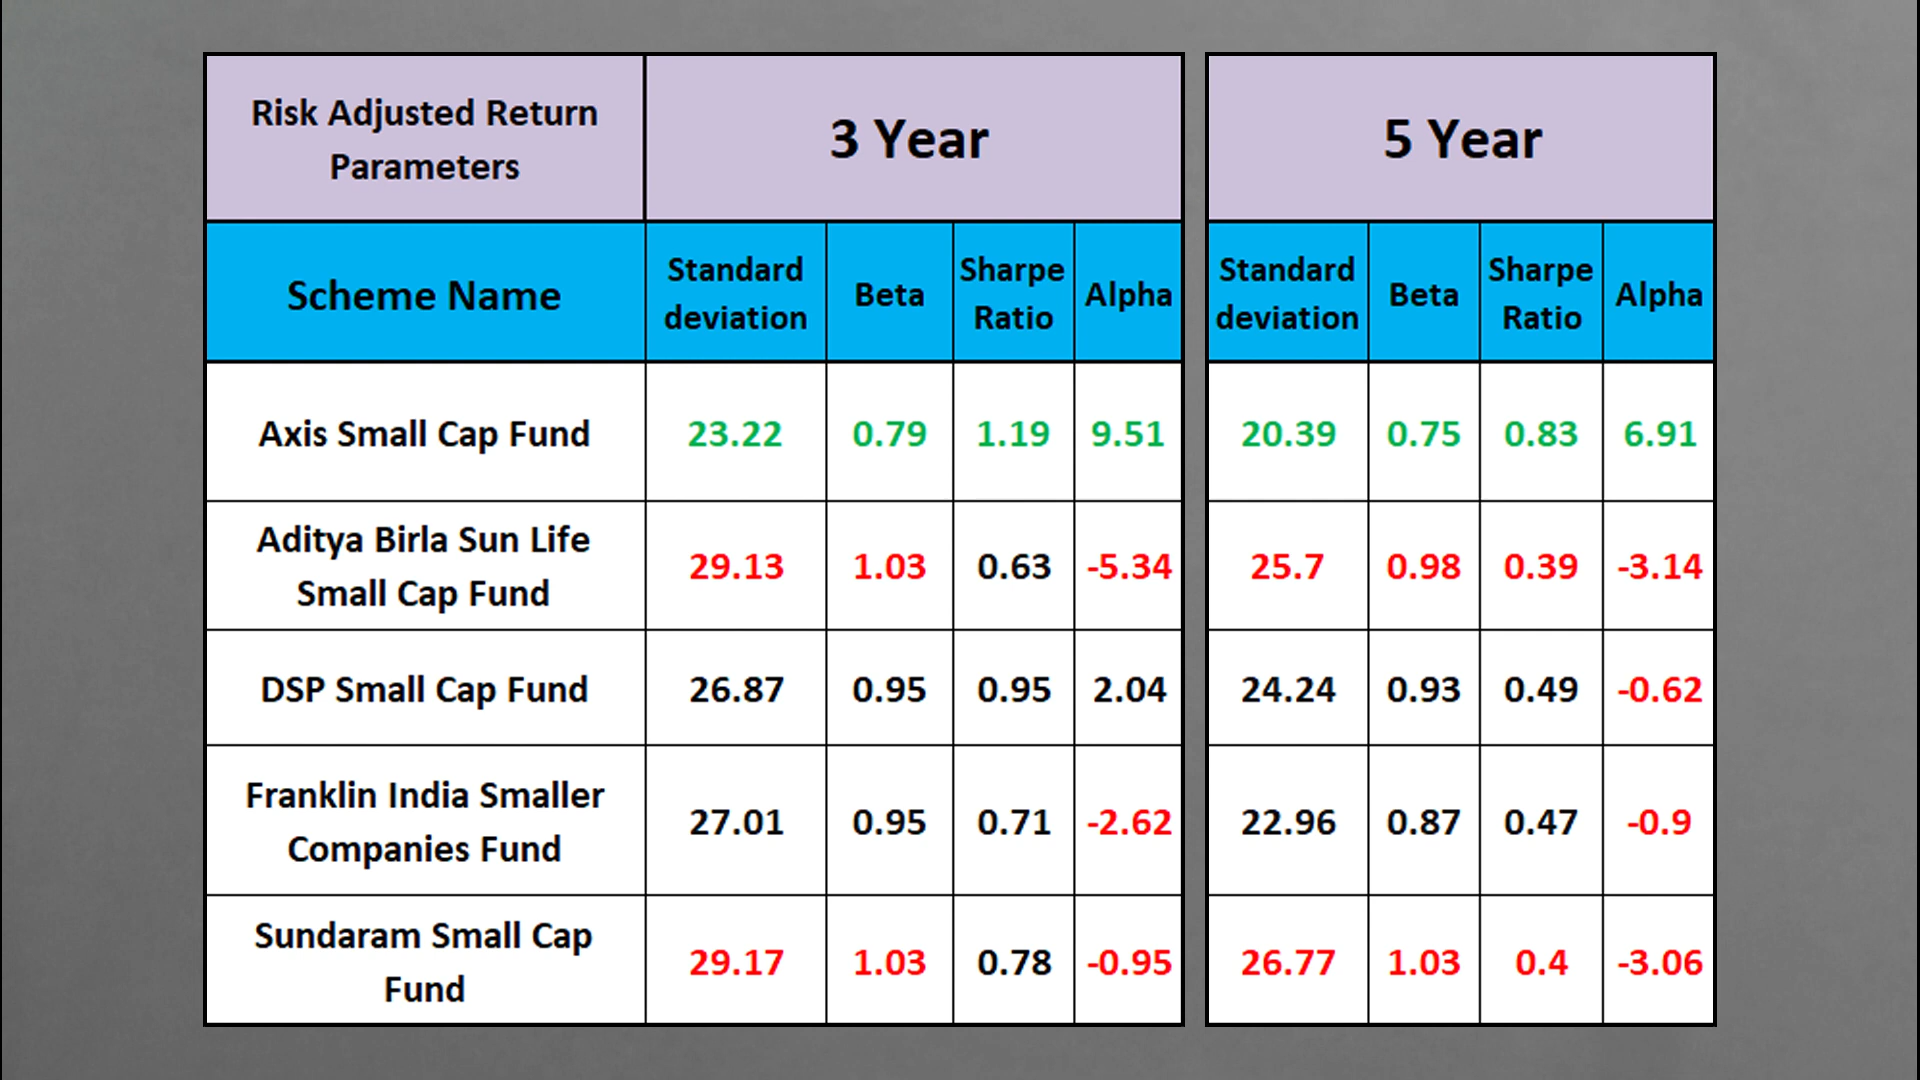 Risk Adjusted Return
Parameters
3 Year
5 Year
Scheme Name
Standard
deviation
Beta
Sharpe
Ratio
Alpha
Standard
deviation
Beta
Sharpe
Ratio
Alpha
Axis Small Cap Fund
23.22 0.79 1.19 9.51 20.39 0.75 0.83 6.91
Aditya Birla Sun Life
Small Cap Fund
29.13 1.03 0.63 -5.34 25.7 0.98 0.39 -3.14
DSP Small Cap Fund
26.87 0.95 0.95 2.04 24.24 0.93 0.49 -0.62
Franklin India Smaller
Companies Fund
27.01 0.95 0.71 -2.62 22.96 0.87 0.47 -0.9
Sundaram Small Cap
Fund
29.17 1.03 0.78 -0.95 26.77 1.03 0.4 -3.06